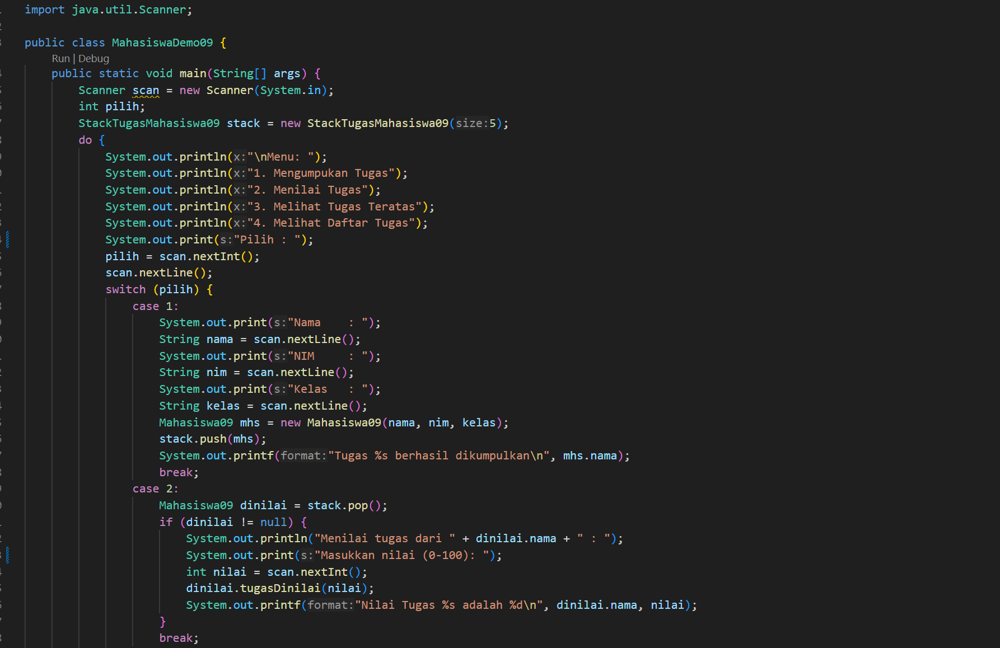 import java.util.Scanner;
public class MahasiswaDemo09 {
Run | Debug
public static void main(String[] args) {
Scanner scan = new Scanner(System.in);
int pilih;
StackTugasMahasiswa09 stack = new StackTugasMahasiswa09(size:5);
do {
System.out.println(x:"\nMenu: ");
System.out.println(x:"1. Mengumpukan Tugas");
System.out.println(x:"2. Menilai Tugas");
System.out.println(x:"3. Melihat Tugas Teratas");
System.out.println(x:"4. Melihat Daftar Tugas");
System.out.print(s:"Pilih : ");
pilih = scan.nextInt();
scan.nextLine();
switch (pilih) {
case 1:
System.out.print(s:"Nama    : ");
String nama = scan.nextLine();
System.out.print(s:"NIM     : ");
String nim = scan.nextLine();
System.out.print(s:"Kelas   : ");
String kelas = scan.nextLine();
Mahasiswa09 mhs = new Mahasiswa09(nama, nim, kelas);
stack.push(mhs);
System.out.printf(format:"Tugas %s berhasil dikumpulkan\n", mhs.nama);
break;
case 2:
Mahasiswa09 dinilai = stack.pop();
if (dinilai != null) {
System.out.println("Menilai tugas dari " + dinilai.nama + " : ");
System.out.print(s:"Masukkan nilai (0-100): ");
int nilai = scan.nextInt();
dinilai.tugasDinilai(nilai);
System.out.printf(format:"Nilai Tugas %s adalah %d\n", dinilai.nama, nilai);
}
break;